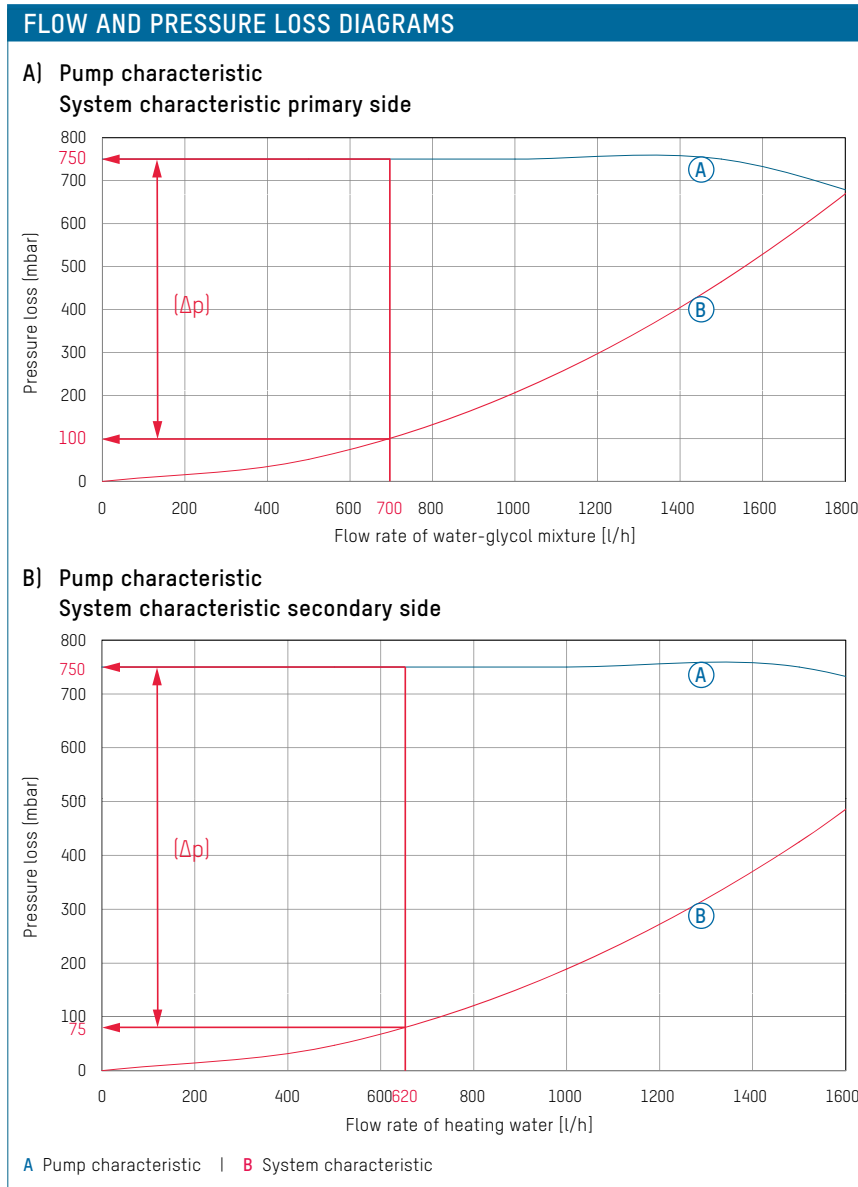 FLOW AND PRESSURE LOSS DIAGRAMS
A) Pump characteristic
System characteristic primary side
800
750
700
600
500
400
300
200
100
0
Pressure loss (mbar)
(Δp)
A
B
0 200 400 600 700 800 1000 1200 1400 1600 1800
Flow rate of water-glycol mixture [l/h]
B) Pump characteristic
System characteristic secondary side
800
750
700
600
500
400
300
200
100
75
0
Pressure loss (mbar)
(Δp)
A
B
0 200 400 600620 800 1000 1200 1400 1600
Flow rate of heating water [l/h]
A Pump characteristic | B System characteristic